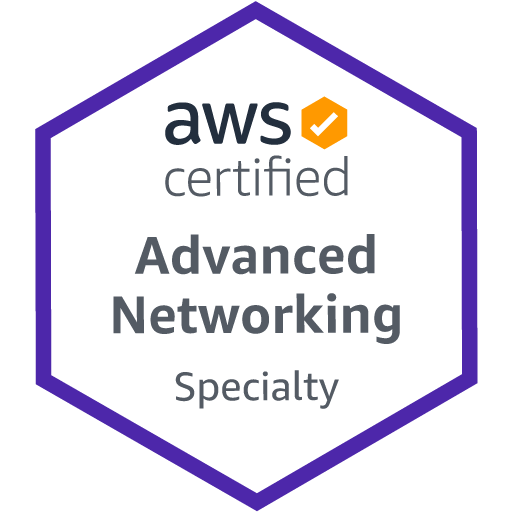 aws
certified
Advanced
Networking
Specialty